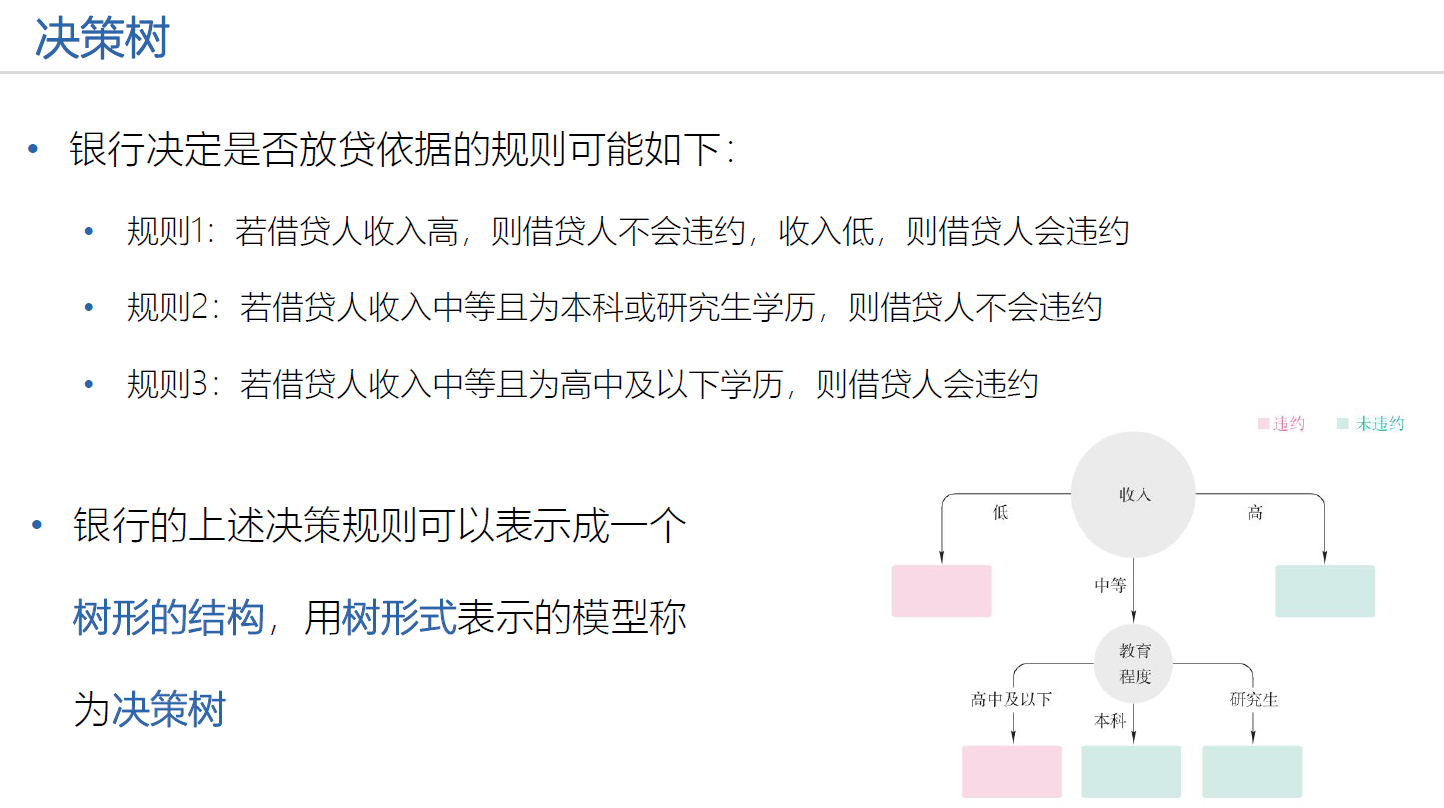 决策树
• 银行决定是否放贷依据的规则可能如下：
• 规则1：若借贷人收入高，则借贷人不会违约，收入低，则借贷人会违约
• 规则2：若借贷人收入中等且为本科或研究生学历，则借贷人不会违约
• 规则3：若借贷人收入中等且为高中及以下学历，则借贷人会违约
• 银行的上述决策规则可以表示成一个
树形的结构，用树形式表示的模型称
为决策树
违约 未违约
收入
低
高
中等
教育
程度
高中及以下
本科
研究生